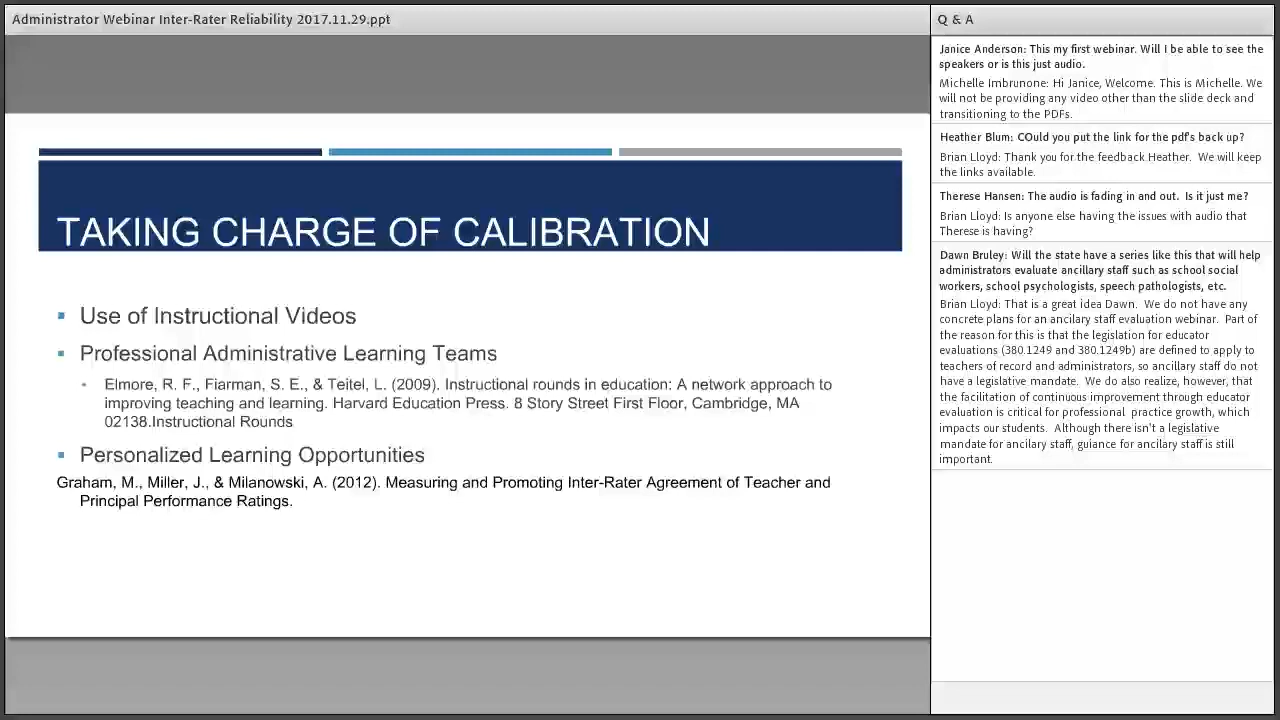 Administrator Webinar Inter-Rater Reliability 2017.11.29.ppt
TAKING CHARGE OF CALIBRATION
Use of Instructional Videos
Professional Administrative Learning Teams
Elmore, R. F., Fiarman, S. E., & Teitel, L. (2009). Instructional rounds in education: A network approach to
improving teaching and learning. Harvard Education Press. 8 Story Street First Floor, Cambridge, MA
02138.Instructional Rounds
Personalized Learning Opportunities
Graham, M., Miller, J., & Milanowski, A. (2012). Measuring and Promoting Inter-Rater Agreement of Teacher and
Principal Performance Ratings.
Q & A
Janice Anderson: This my first webinar. Will I be able to see the
speakers or is this just audio.
Michelle Imbrunone: Hi Janice, Welcome. This is Michelle. We
will not be providing any video other than the slide deck and
transitioning to the PDFs.
Heather Blum: COuld you put the link for the pdf's back up?
Brian Lloyd: Thank you for the feedback Heather. We will keep
the links available.
Therese Hansen: The audio is fading in and out. Is it just me?
Brian Lloyd: Is anyone else having the issues with audio that
Therese is having?
Dawn Bruley: Will the state have a series like this that will help
administrators evaluate ancillary staff such as school social
workers, school psychologists, speech pathologists, etc.
Brian Lloyd: That is a great idea Dawn. We do not have any
concrete plans for an ancilary staff evaluation webinar. Part of
the reason for this is that the legislation for educator
evaluations (380.1249 and 380.1249b) are defined to apply to
teachers of record and administrators, so ancillary staff do not
have a legislative mandate. We do also realize, however, that
the facilitation of continuous improvement through educator
evaluation is critical for professional practice growth, which
impacts our students. Although there isn't a legislative
mandate for ancilary staff, guiance for ancilary staff is still
important.